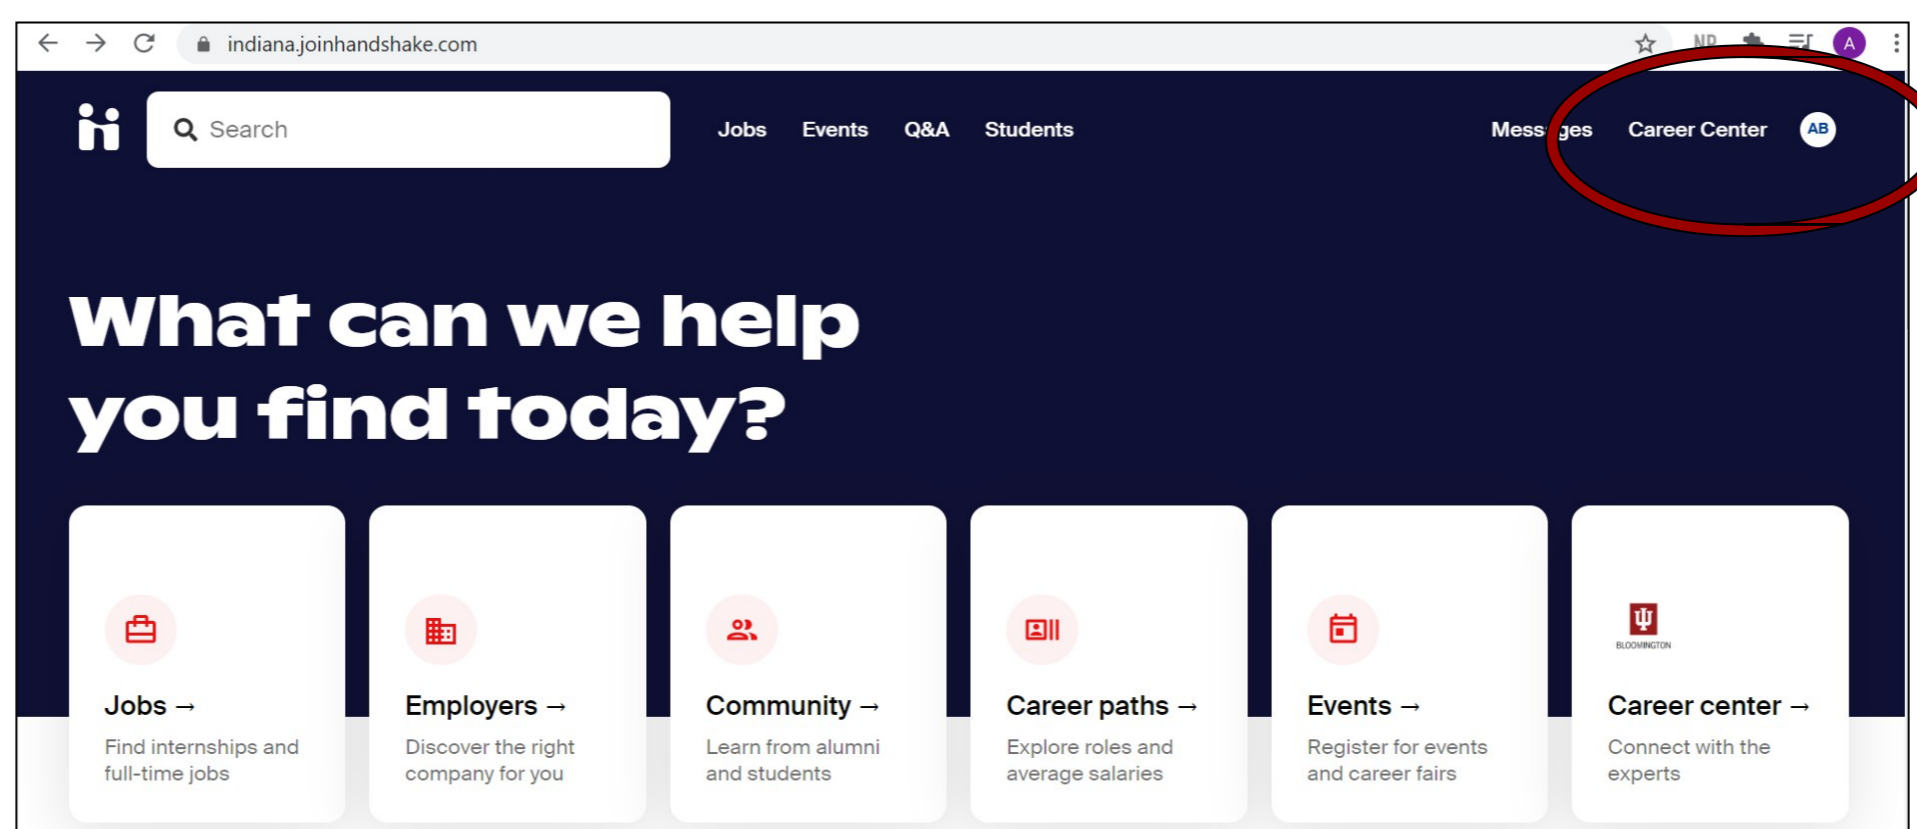 indiana.joinhandshake.com
A
Search
Jobs Events Q&A Students
Messages Career Center AB
What can we help
you find today?
Jobs →
Find internships and
full-time jobs
Employers →
Discover the right
company for you
Community →
Learn from alumni
and students
Career paths →
Explore roles and
average salaries
Events →
Register for events
and career fairs
BLOOMINGTON
Career center →
Connect with the
experts